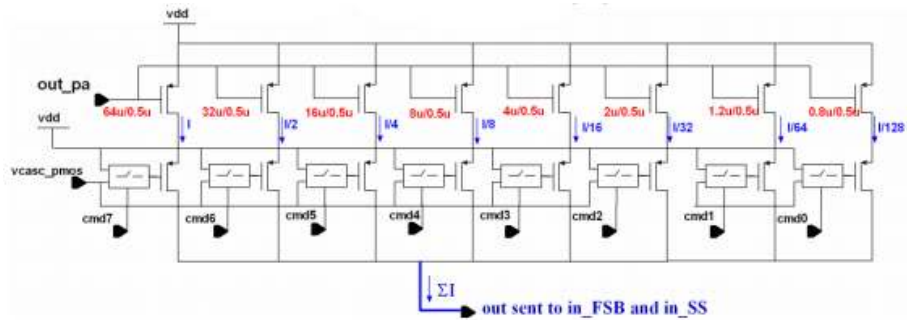 vdd
out_pa
64u/0.5u 32u/0.5u 16u/0.5u 8u/0.5u 4u/0.5u 2u/0.5u 1.2u/0.5u 0.8u/0.5u
vdd
I I/2 I/4 I/8 I/16 I/32 I/64 I/128
vcasc_pmos
cmd7 cmd6 cmd5 cmd4 cmd3 cmd2 cmd1 cmd0
ΣI
out sent to in_FSB and in_SS